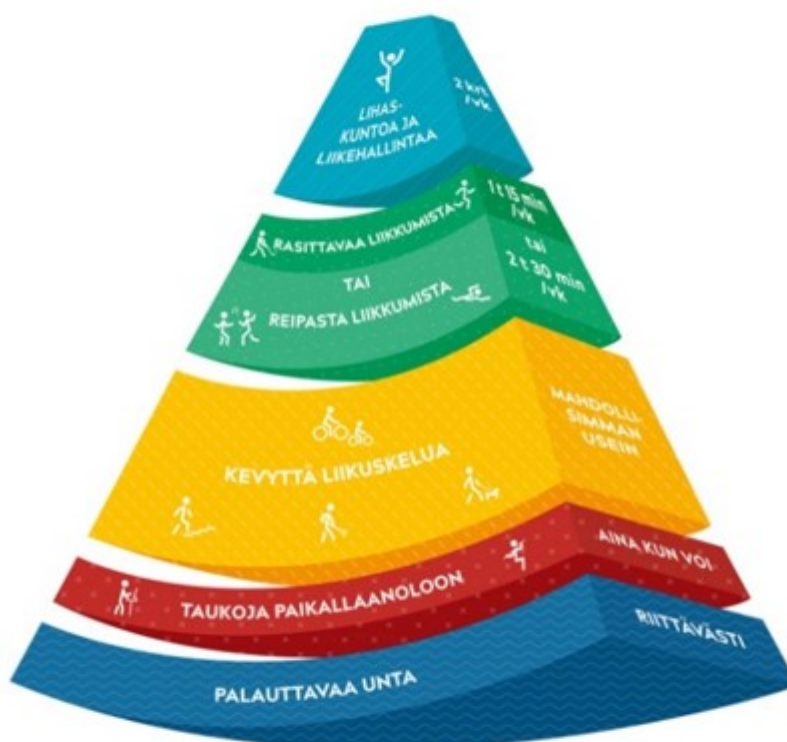 LIHAS-
KUNTOA JA
LIIKEHALLINTAA
2 krt
/vk
RASITTAVAA LIIKKUMISTA
1 t 15 min
/vk
TAI
tai
REIPASTA LIIKKUMISTA
2 t 30 min
/vk
KEVYTTÄ LIIKUSKELUA
MAHDOLLI-
SIMMAN
USEIN
TAUKOJA PAIKALLAANOLOON
AINA KUN VOI
PALAUTTAVAA UNTA
RIITTÄVÄSTI